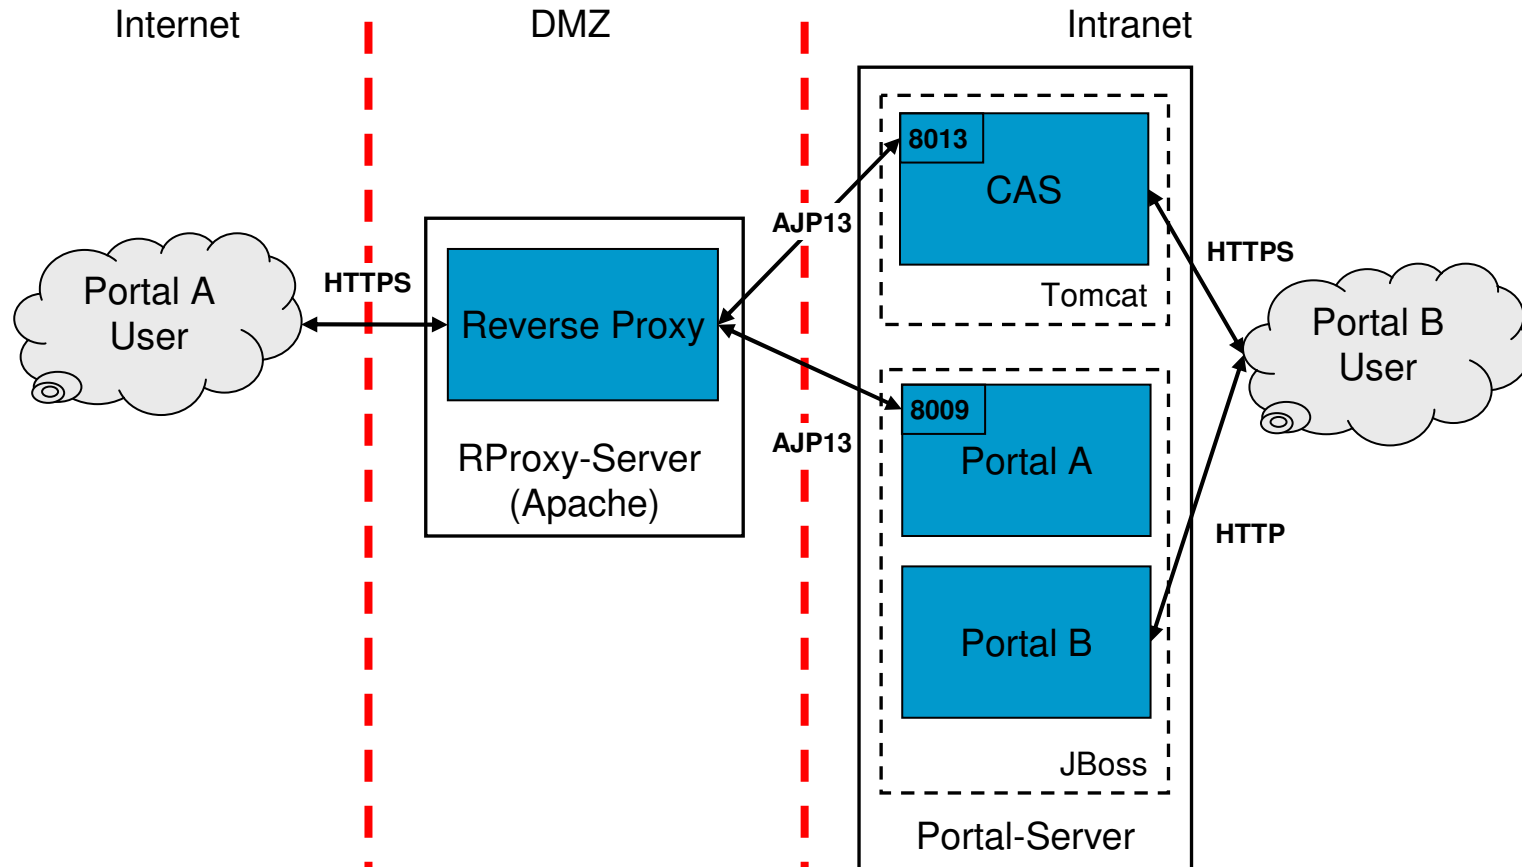 Internet
DMZ
Intranet
8013
CAS
Tomcat
AJP13
HTTPS
Portal A
User
HTTPS
Reverse Proxy
RProxy-Server
(Apache)
AJP13
8009
Portal A
Portal B
JBoss
Portal-Server
Portal B
User
HTTP